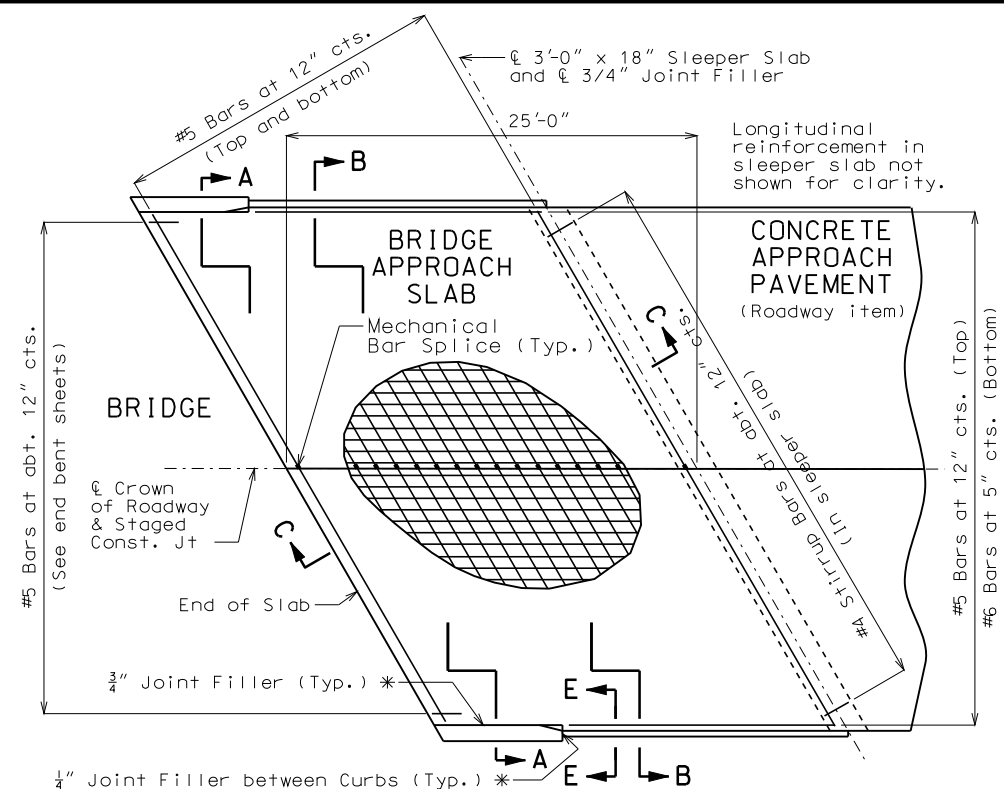 #5 Bars at 12" cts.
(Top and bottom)
℄ 3'-0" x 18" Sleeper Slab
and ℄ 3/4" Joint Filler
25'-0"
Longitudinal
reinforcement in
sleeper slab not
shown for clarity.
A
B
BRIDGE
APPROACH
SLAB
CONCRETE
APPROACH
PAVEMENT
(Roadway item)
C
Mechanical
Bar Splice (Typ.)
#5 Bars at abt. 12" cts.
(See end bent sheets)
BRIDGE
℄ Crown
of Roadway
& Staged
Const. Jt
C
End of Slab
#4 Stirrup Bars at abt. 12" cts.
(In sleeper slab)
#5 Bars at 12" cts. (Top)
#6 Bars at 5" cts. (Bottom)
¾" Joint Filler (Typ.) *
E
A
¼" Joint Filler between Curbs (Typ.) *
E
B